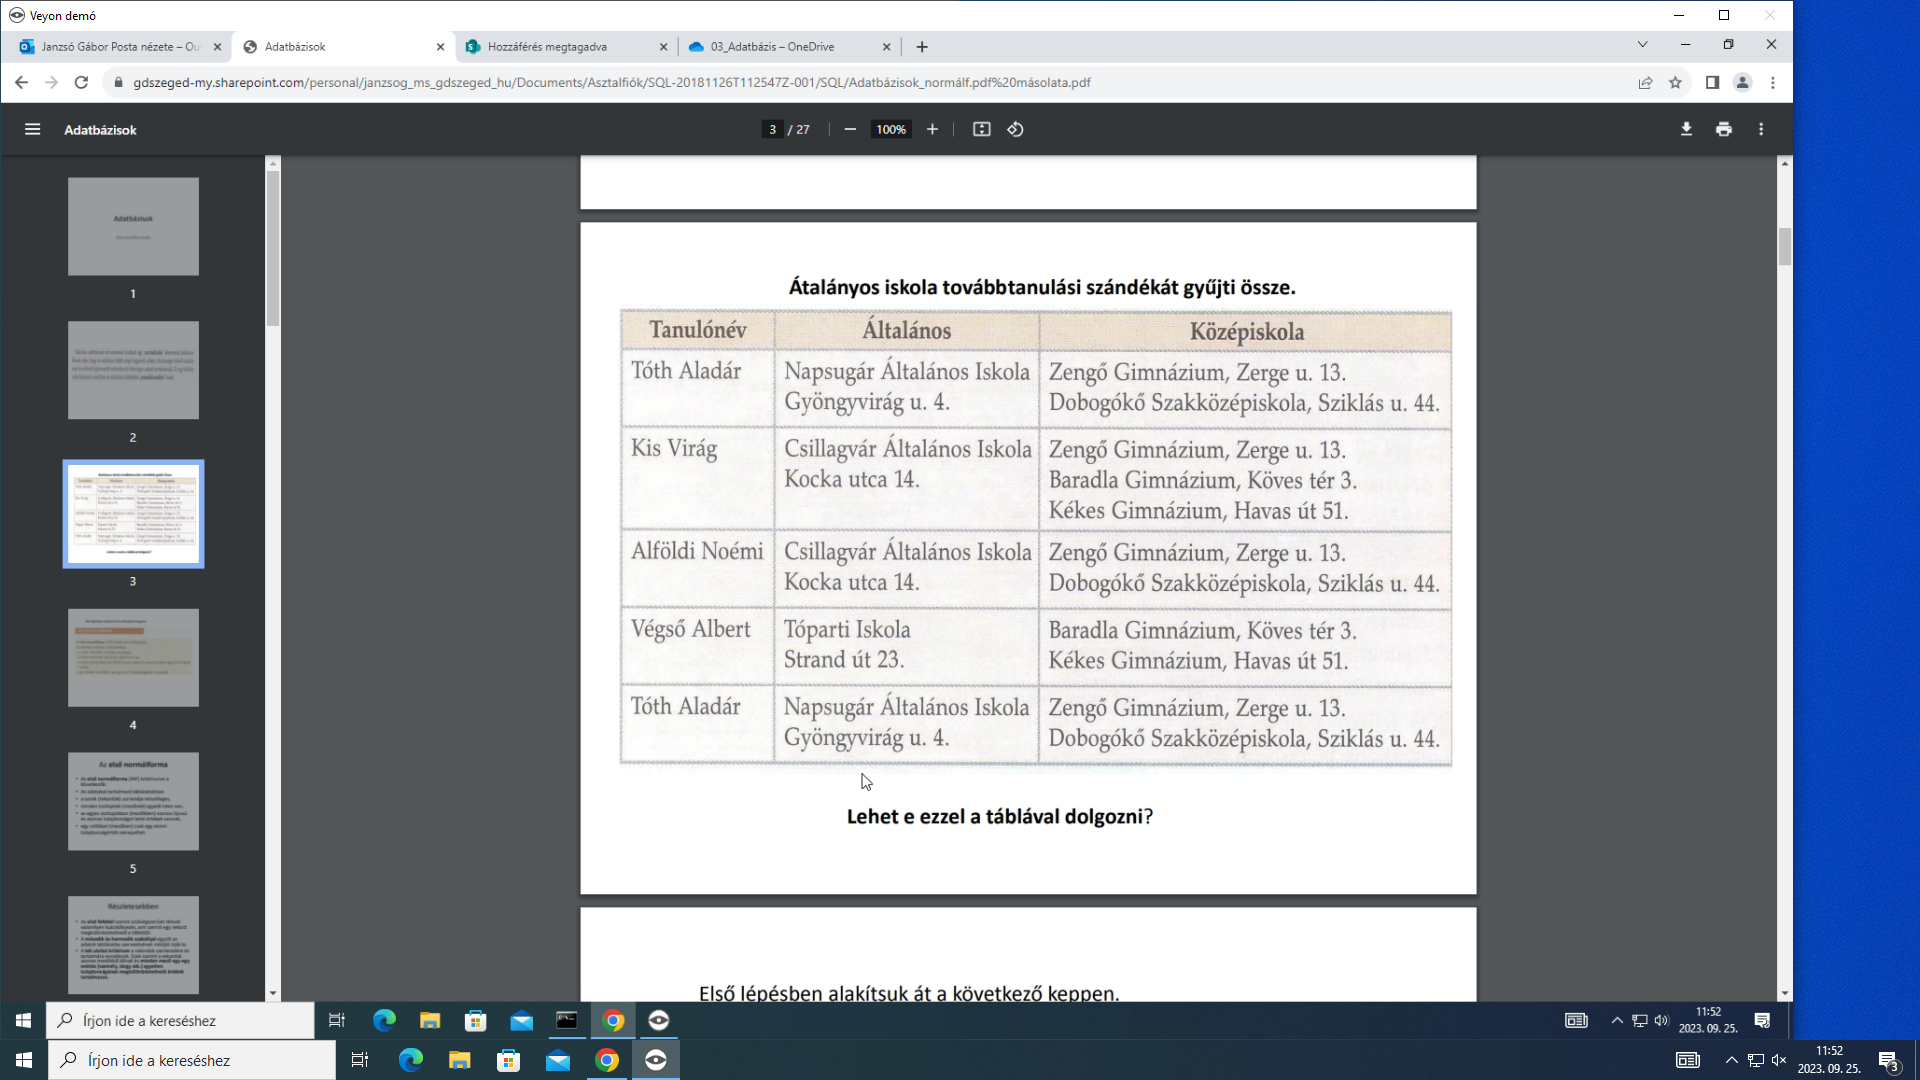 Veyon demó
Janzsó Gábor Posta nézete – Ou
Adatbázisok
Hozzáférés megtagadva
03_Adatbázis – OneDrive
gdszeged-my.sharepoint.com/personal/janzsog_ms_gdszeged_hu/Documents/Asztalfiók/SQL-20181126T112547Z-001/SQL/Adatbázisok_normálf.pdf%20másolata.pdf
Adatbázisok
3 / 27
100%
Adatbázisok
1
2
3
4
Az első normálforma
5
Részletesebben
Átalányos iskola továbbtanulási szándékát gyűjti össze.
Tanulónév Általános Középiskola
Tóth Aladár Napsugár Általános Iskola Zengő Gimnázium, Zerge u. 13.
Gyöngyvirág u. 4. Dobogókő Szakközépiskola, Sziklás u. 44.
Kis Virág Csillagvár Általános Iskola Zengő Gimnázium, Zerge u. 13.
Kocka utca 14. Baradla Gimnázium, Köves tér 3.
Kékes Gimnázium, Havas út 51.
Alföldi Noémi Csillagvár Általános Iskola Zengő Gimnázium, Zerge u. 13.
Kocka utca 14. Dobogókő Szakközépiskola, Sziklás u. 44.
Végső Albert Tóparti Iskola Baradla Gimnázium, Köves tér 3.
Strand út 23. Kékes Gimnázium, Havas út 51.
Tóth Aladár Napsugár Általános Iskola Zengő Gimnázium, Zerge u. 13.
Gyöngyvirág u. 4. Dobogókő Szakközépiskola, Sziklás u. 44.
Lehet e ezzel a táblával dolgozni?
Első lépésben alakítsuk át a következő keppen.
Írjon ide a kereséshez
11:52
2023. 09. 25.
Írjon ide a kereséshez
11:52
2023. 09. 25.
3